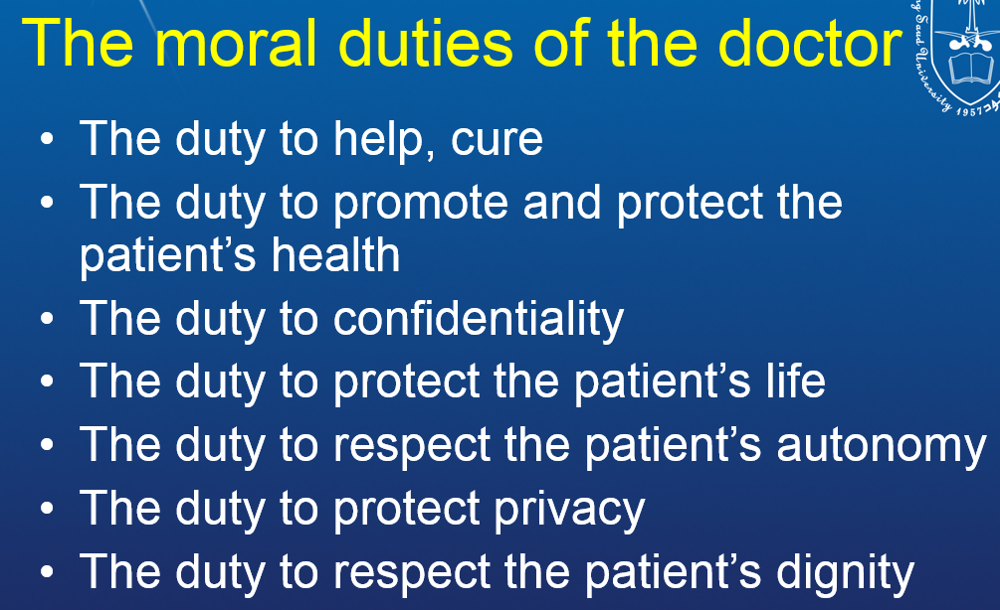 The moral duties of the doctor
• The duty to help, cure
• The duty to promote and protect the
patient’s health
• The duty to confidentiality
• The duty to protect the patient’s life
• The duty to respect the patient’s autonomy
• The duty to protect privacy
• The duty to respect the patient’s dignity
Saud University 1957